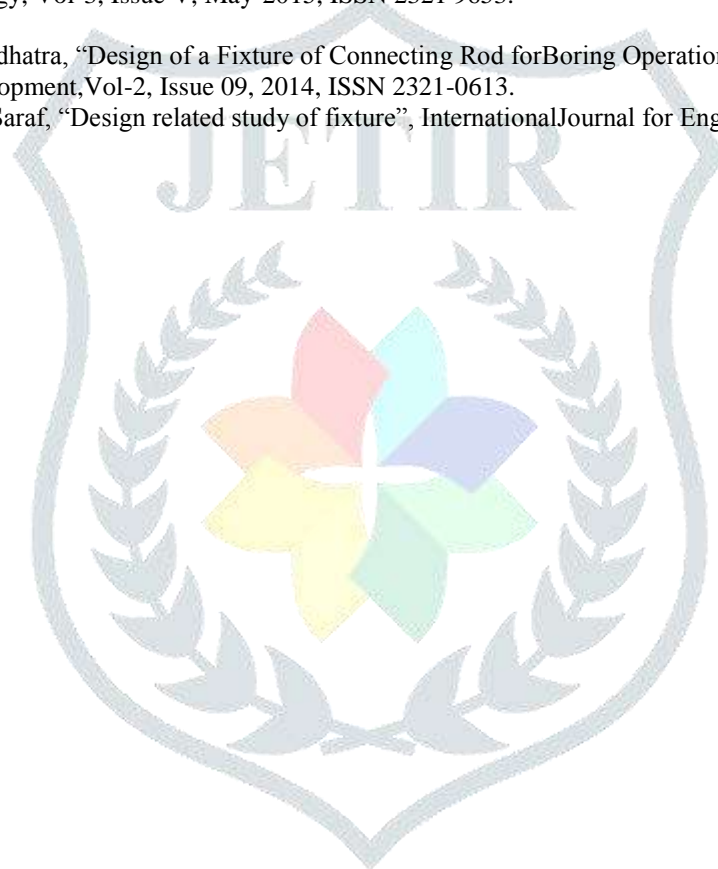 gy, Vol-3, Issue-V, May-2015, ISSN 2321-9653.
dhatra, “Design of a Fixture of Connecting Rod forBoring Operation
opment,Vol-2, Issue 09, 2014, ISSN 2321-0613.
Saraf, “Design related study of fixture”, InternationalJournal for Eng
JETIR